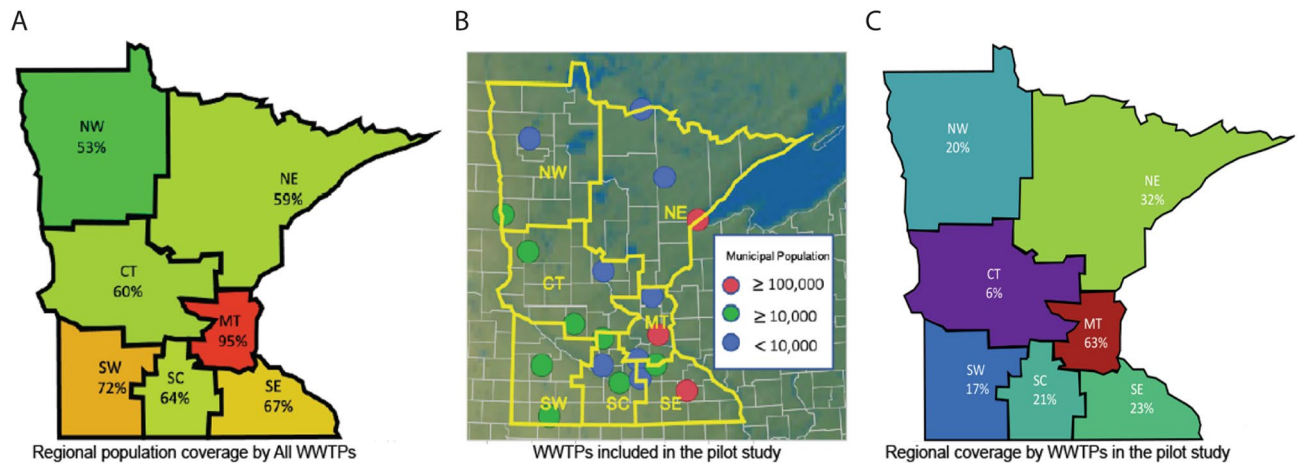 A
NW
53%
NE
59%
CT
60%
MT
95%
SW
72%
SC
64%
SE
67%
Regional population coverage by All WWTPs
B
NW
NE
CT
MT
SW
SC
SE
Municipal Population
≥ 100,000
≥ 10,000
< 10,000
WWTPs included in the pilot study
C
NW
20%
NE
32%
CT
6%
MT
63%
SW
17%
SC
21%
SE
23%
Regional coverage by WWTPs in the pilot study